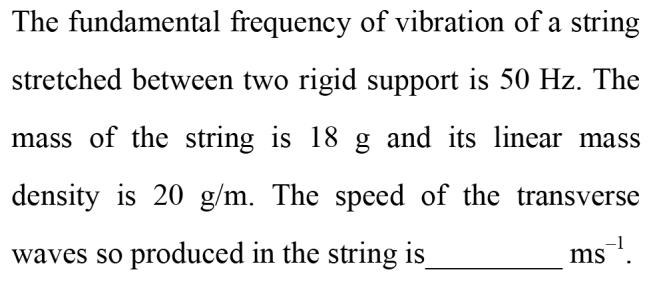 The fundamental frequency of vibration of a string
stretched between two rigid support is 50 Hz. The
mass of the string is 18 g and its linear mass
density is 20 g/m. The speed of the transverse
waves so produced in the string is_________ ms⁻¹.